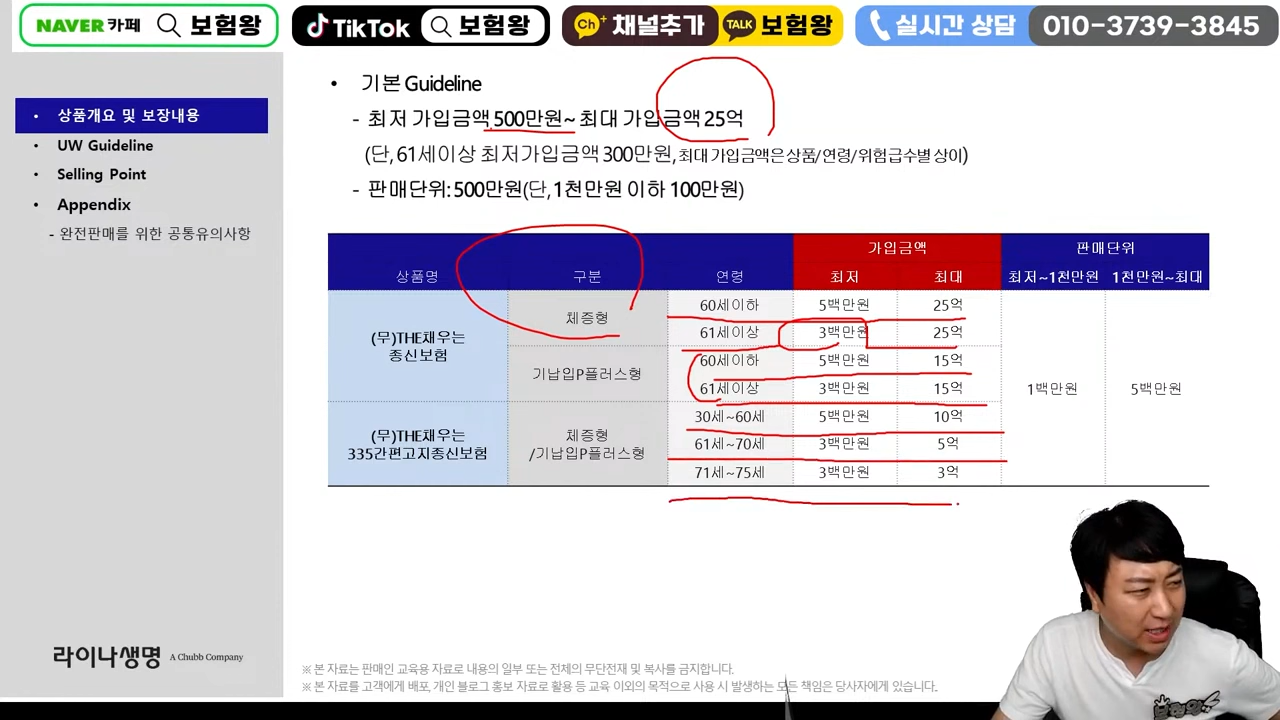 NAVER 카페 보험왕
TikTok 보험왕
Ch+ 채널추가 TALK 보험왕
실시간 상담 010-3739-3845
• 상품개요 및 보장내용
• UW Guideline
• Selling Point
• Appendix
- 완전판매를 위한 공통유의사항
• 기본 Guideline
- 최저 가입금액 500만원~ 최대 가입금액 25억
(단, 61세이상 최저가입금액 300만원, 최대 가입금액은 상품/연령/위험급수별 상이)
- 판매단위: 500만원(단, 1천만원 이하 100만원)
상품명 구분 연령 가입금액 판매단위
최저 최대 최저~1천만원 1천만원~최대
(무)THE채우는
종신보험
체증형
60세이하 5백만원 25억
61세이상 3백만원 25억
기납입P플러스형
60세이하 5백만원 15억
61세이상 3백만원 15억
1백만원 5백만원
(무)THE채우는
335간편고지종신보험
체증형
/기납입P플러스형
30세~60세 5백만원 10억
61세~70세 3백만원 5억
71세~75세 3백만원 3억
라이나생명 A Chubb Company
※ 본 자료는 판매인 교육용 자료로 내용의 일부 또는 전체의 무단전재 및 복사를 금지합니다.
※ 본 자료를 고객에게 배포, 개인 블로그 홍보 자료로 활용 등 교육 이외의 목적으로 사용 시 발생하는 모든 책임은 당사자에게 있습니다.
보험왕